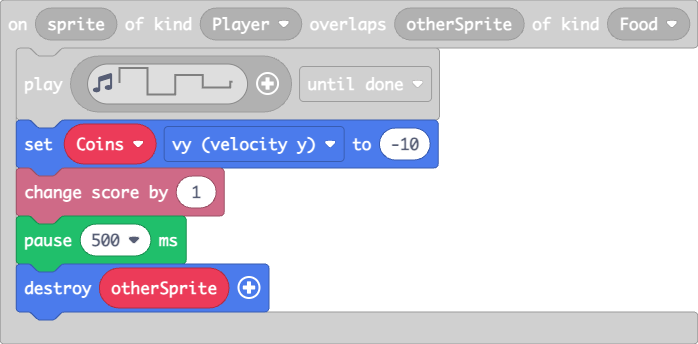 on sprite of kind Player overlaps otherSprite of kind Food
play until done
set Coins vy (velocity y) to -10
change score by 1
pause 500 ms
destroy otherSprite